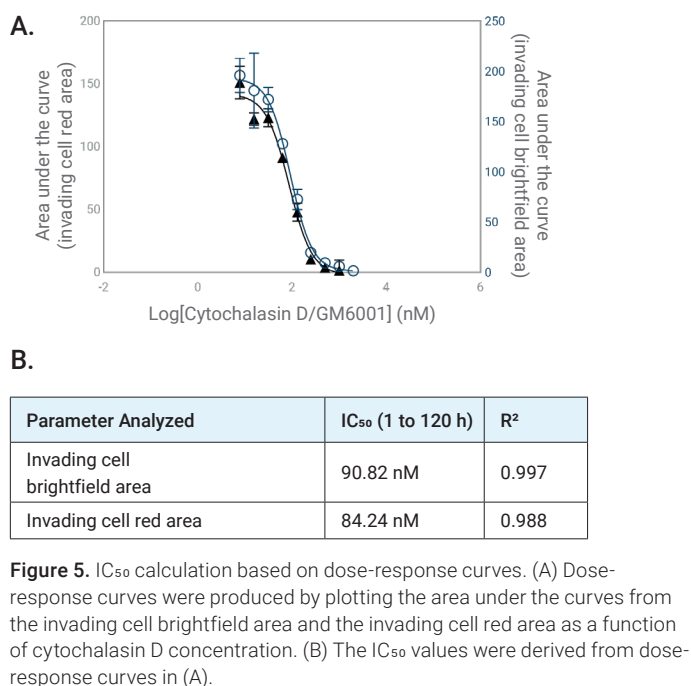 A.
200
150
100
50
0
Area under the curve
(invading cell red area)
250
200
150
100
50
0
Area under the curve
(invading cell brightfield area)
-2
0
2
4
6
Log[Cytochalasin D/GM6001] (nM)
B.
Parameter Analyzed IC₅₀ (1 to 120 h) R²
Invading cell
brightfield area 90.82 nM 0.997
Invading cell red area 84.24 nM 0.988
Figure 5. IC₅₀ calculation based on dose-response curves. (A) Dose-
response curves were produced by plotting the area under the curves from
the invading cell brightfield area and the invading cell red area as a function
of cytochalasin D concentration. (B) The IC₅₀ values were derived from dose-
response curves in (A).